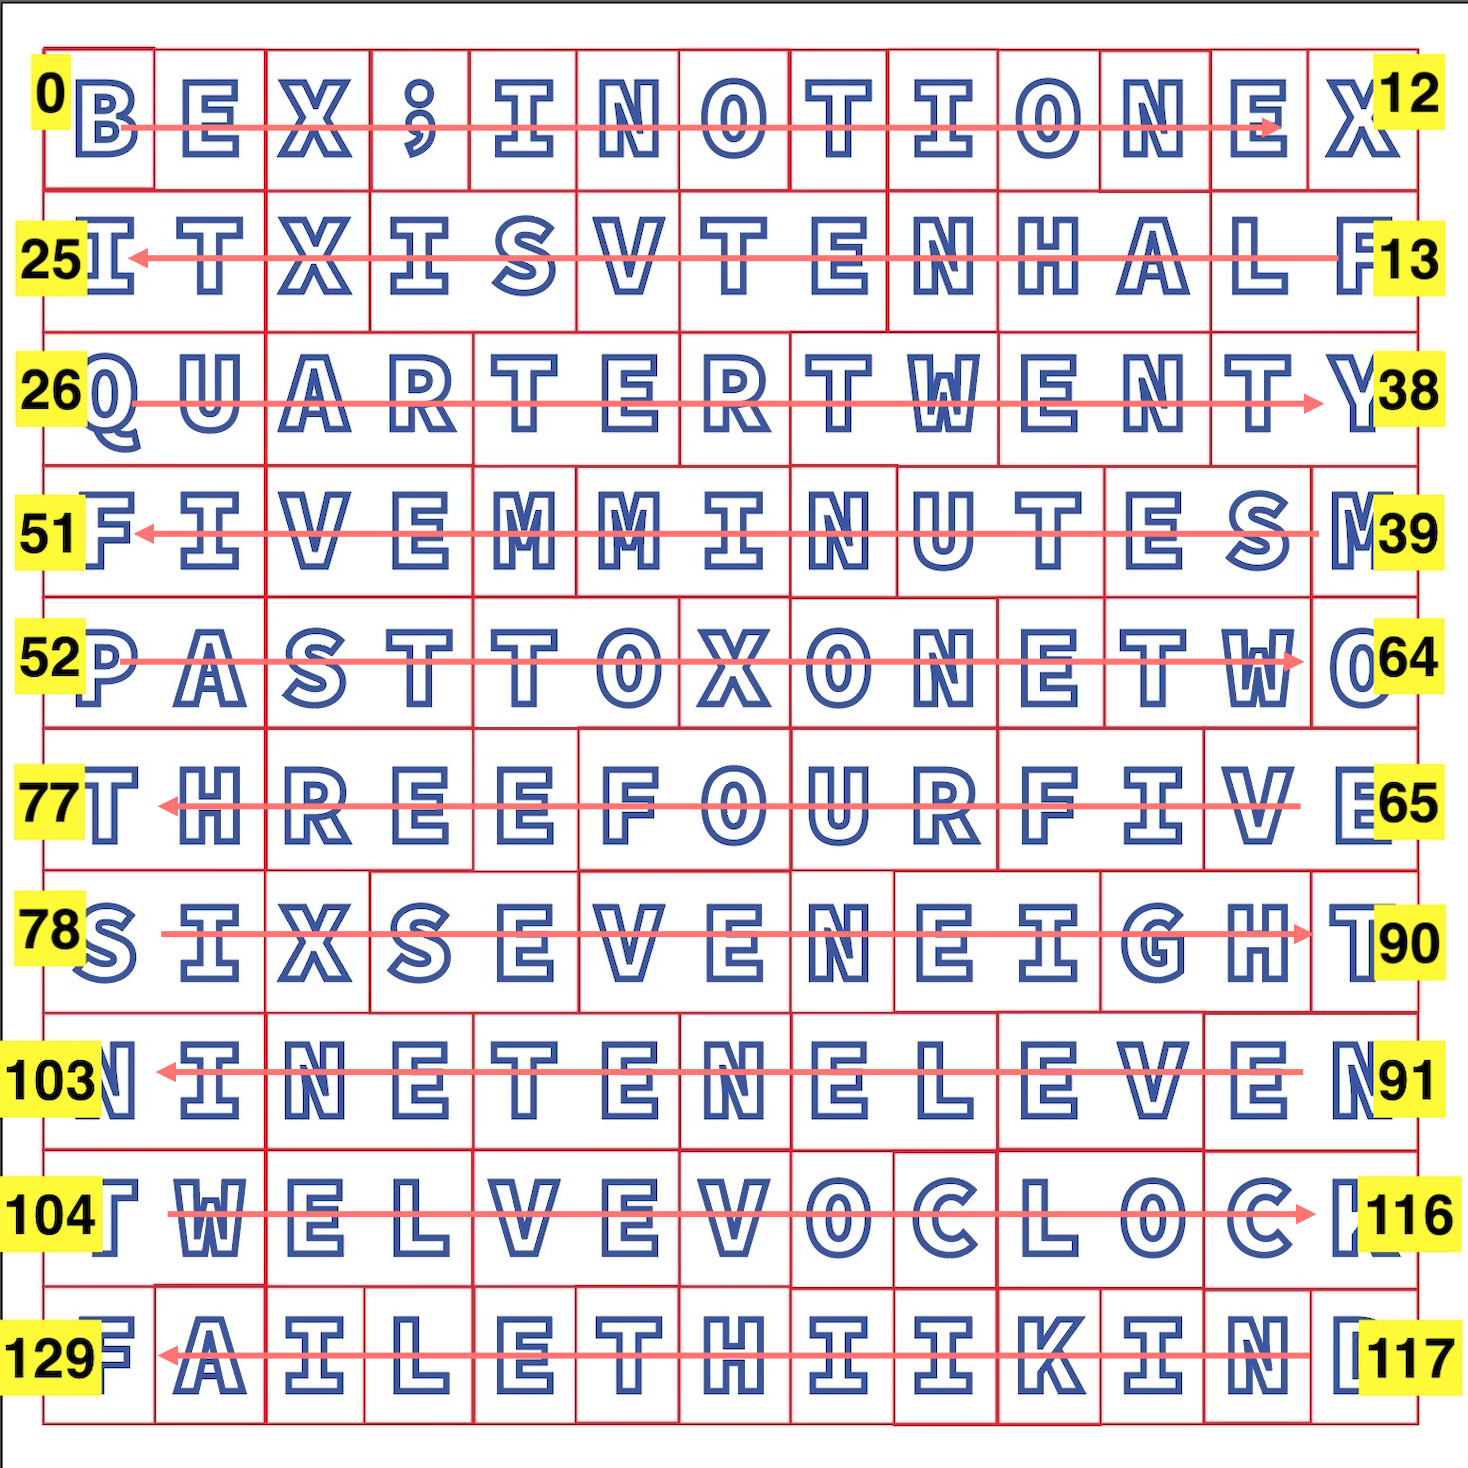 0 B E X ; I N O T I O N E X 12
25 I T X I S V T E N H A L F 13
26 Q U A R T E R T W E N T Y 38
51 F I V E M M I N U T E S M 39
52 P A S T T O X O N E T W O 64
77 T H R E E F O U R F I V E 65
78 S I X S E V E N E I G H T 90
103 N I N E T E N E L E V E N 91
104 T W E L V E V O C L O C K 116
129 F A I L E T H I I K I N D 117